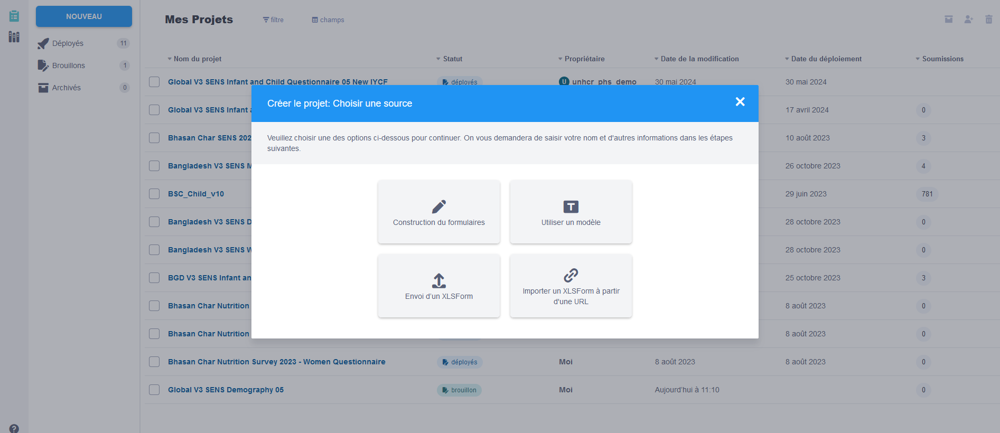 NOUVEAU
Déployés 11
Brouillons 1
Archivés 0
Mes Projets filtre champs
Nom du projet Statut Propriétaire Date de la modification Date du déploiement Soumissions
Global V3 SENS Infant and Child Questionnaire 05 New IYCF déployés U unhcr_phs_demo 30 mai 2024 30 mai 2024
Global V3 SENS Infant 17 avril 2024 0
Bhasan Char SENS 202 10 août 2023 3
Bangladesh V3 SENS 26 octobre 2023 4
BSC_Child_v10 29 juin 2023 781
Bangladesh V3 SENS D 28 octobre 2023 0
Bangladesh V3 SENS W 28 octobre 2023 0
BGD V3 SENS Infant an 25 octobre 2023 3
Bhasan Char Nutrition 8 août 2023 0
Bhasan Char Nutrition 8 août 2023 0
Bhasan Char Nutrition Survey 2023 - Women Questionnaire déployés Moi 8 août 2023 8 août 2023 0
Global V3 SENS Demography 05 brouillon Moi Aujourd'hui à 11:10 0
Créer le projet: Choisir une source
Veuillez choisir une des options ci-dessous pour continuer. On vous demandera de saisir votre nom et d'autres informations dans les étapes
suivantes.
Construction du formulaires
T
Utiliser un modèle
Envoi d'un XLSForm
Importer un XLSForm à partir
d'une URL
?